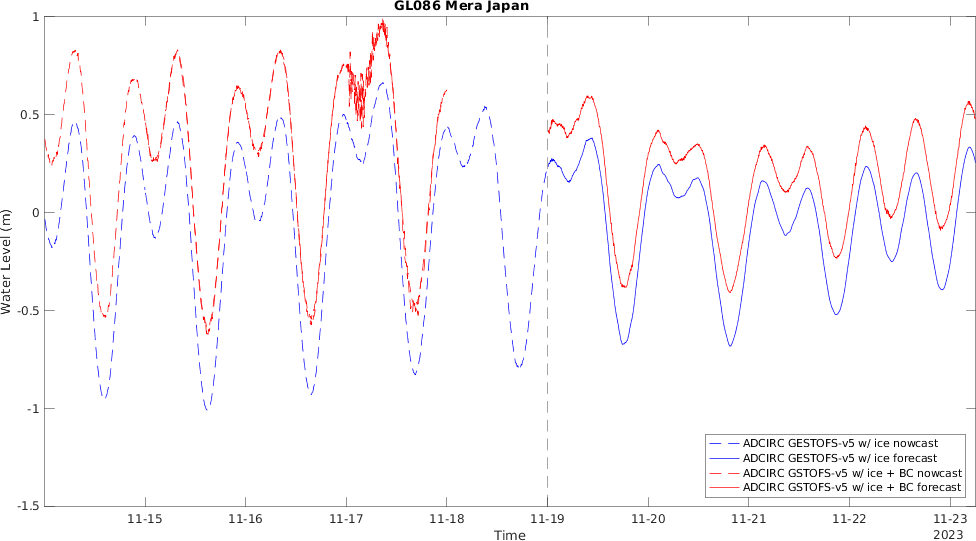 GL086 Mera Japan
1
0.5
0
-0.5
-1
-1.5
Water Level (m)
11-15
11-16
11-17
11-18
11-19
11-20
11-21
11-22
11-23
Time
2023
ADCIRC GESTOFS-v5 w/ ice nowcast
ADCIRC GESTOFS-v5 w/ ice forecast
ADCIRC GSTOFS-v5 w/ ice + BC nowcast
ADCIRC GSTOFS-v5 w/ ice + BC forecast